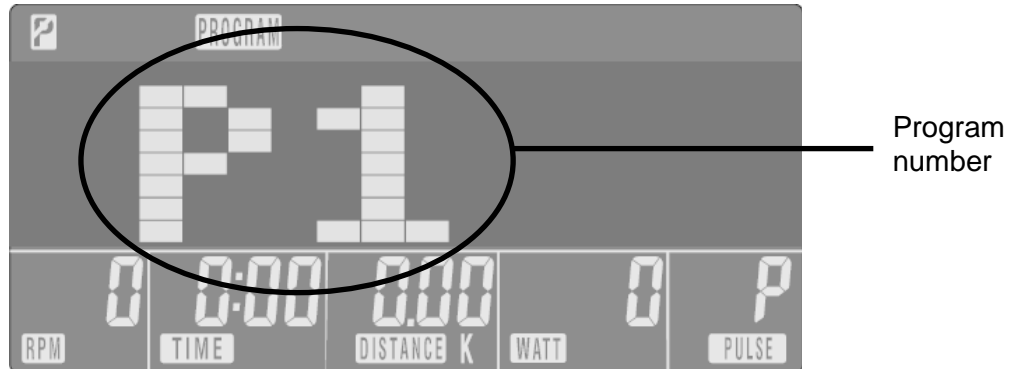 P PROGRAM
P1
Program
number
0 0:00 0.00 0 P
RPM TIME DISTANCE K WATT PULSE